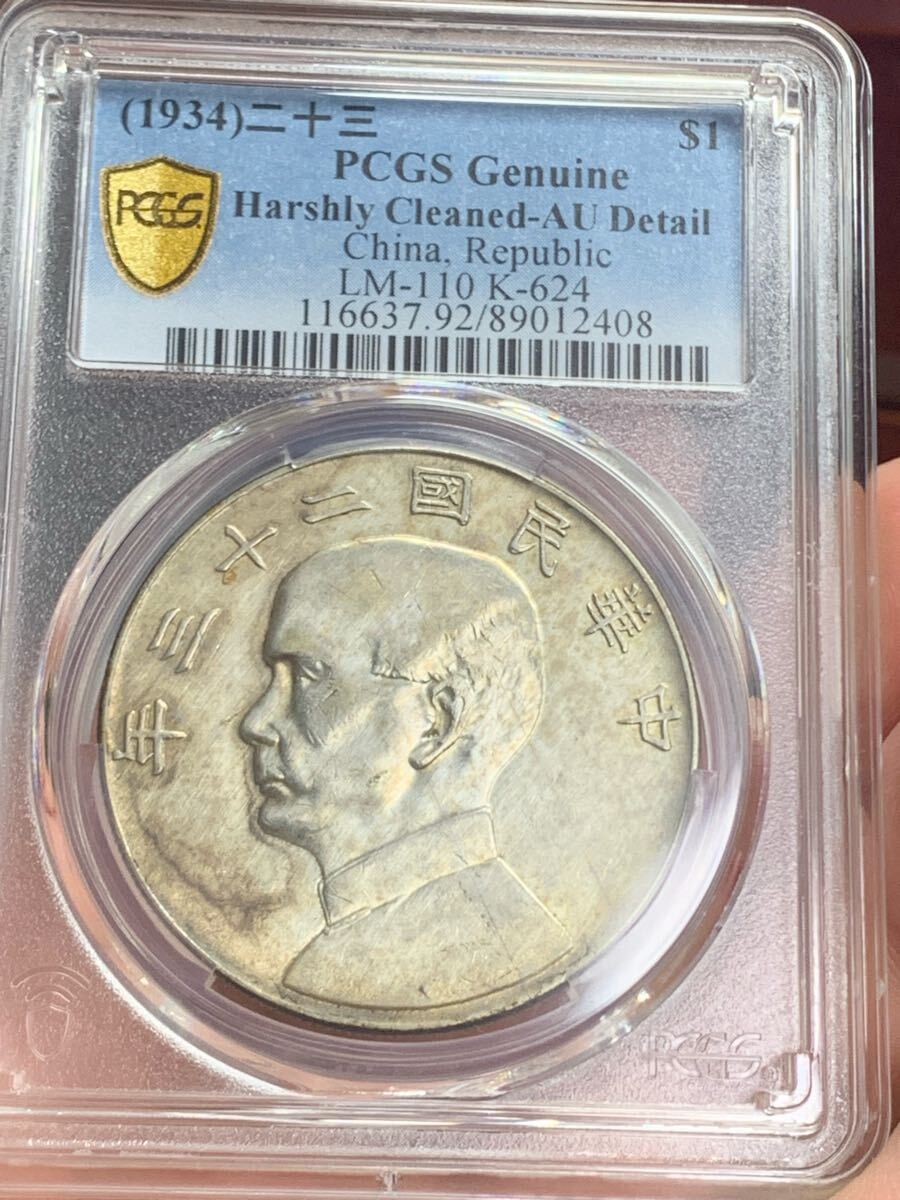 (1934)二十三 $1
PCGS Genuine
Harshly Cleaned-AU Detail
China, Republic
LM-110 K-624
116637.92/89012408
PCGS
年三十二國民華中
PCGS